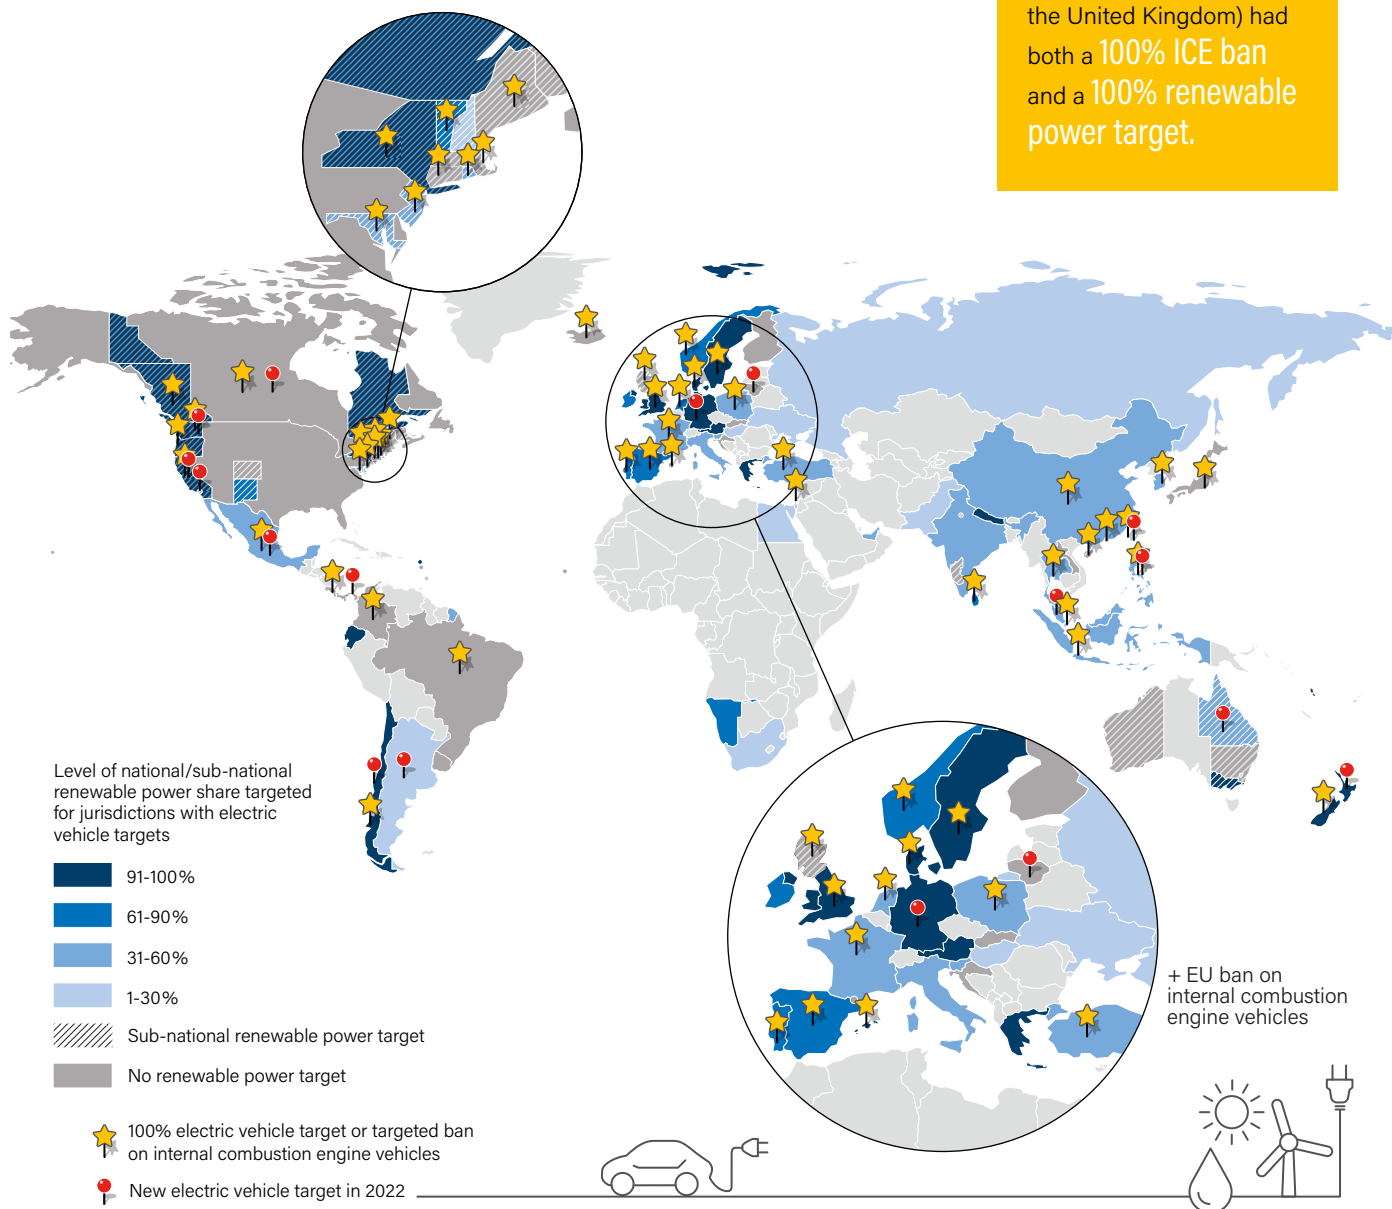 the United Kingdom) had
both a 100% ICE ban
and a 100% renewable
power target.
Level of national/sub-national
renewable power share targeted
for jurisdictions with electric
vehicle targets
91-100%
61-90%
31-60%
1-30%
Sub-national renewable power target
No renewable power target
100% electric vehicle target or targeted ban
on internal combustion engine vehicles
New electric vehicle target in 2022
+ EU ban on
internal combustion
engine vehicles